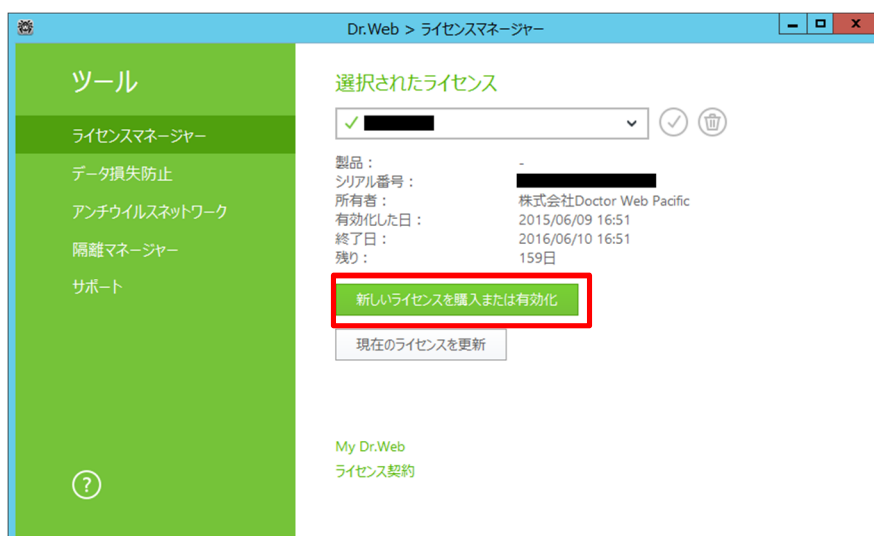 Dr.Web > ライセンスマネージャー
ツール
ライセンスマネージャー
データ損失防止
アンチウイルスネットワーク
隔離マネージャー
サポート
?
選択されたライセンス
製品： -
シリアル番号：
所有者： 株式会社Doctor Web Pacific
有効化した日： 2015/06/09 16:51
終了日： 2016/06/10 16:51
残り： 159日
新しいライセンスを購入または有効化
現在のライセンスを更新
My Dr.Web
ライセンス契約